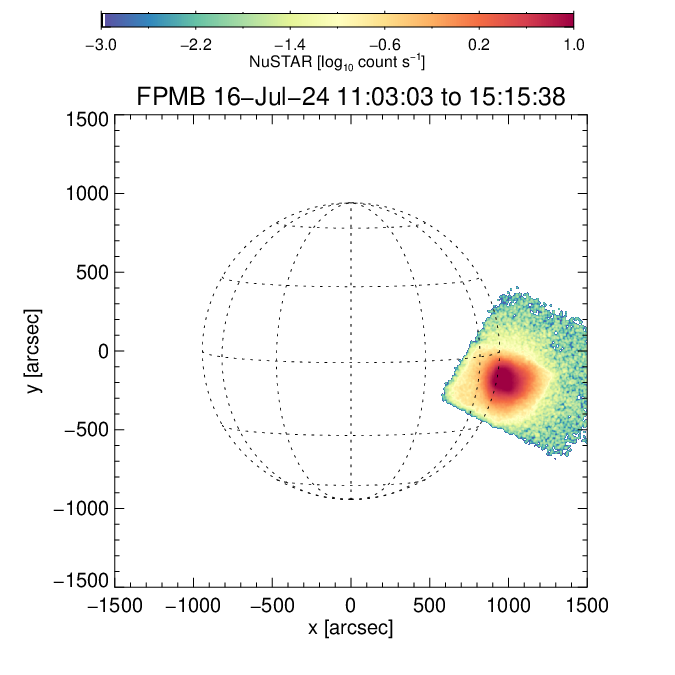 −3.0 −2.2 −1.4 −0.6 0.2 1.0
NuSTAR [log₁₀ count s⁻¹]
FPMB 16−Jul−24 11:03:03 to 15:15:38
1500
1000
500
0
−500
−1000
−1500
y [arcsec]
−1500 −1000 −500 0 500 1000 1500
x [arcsec]